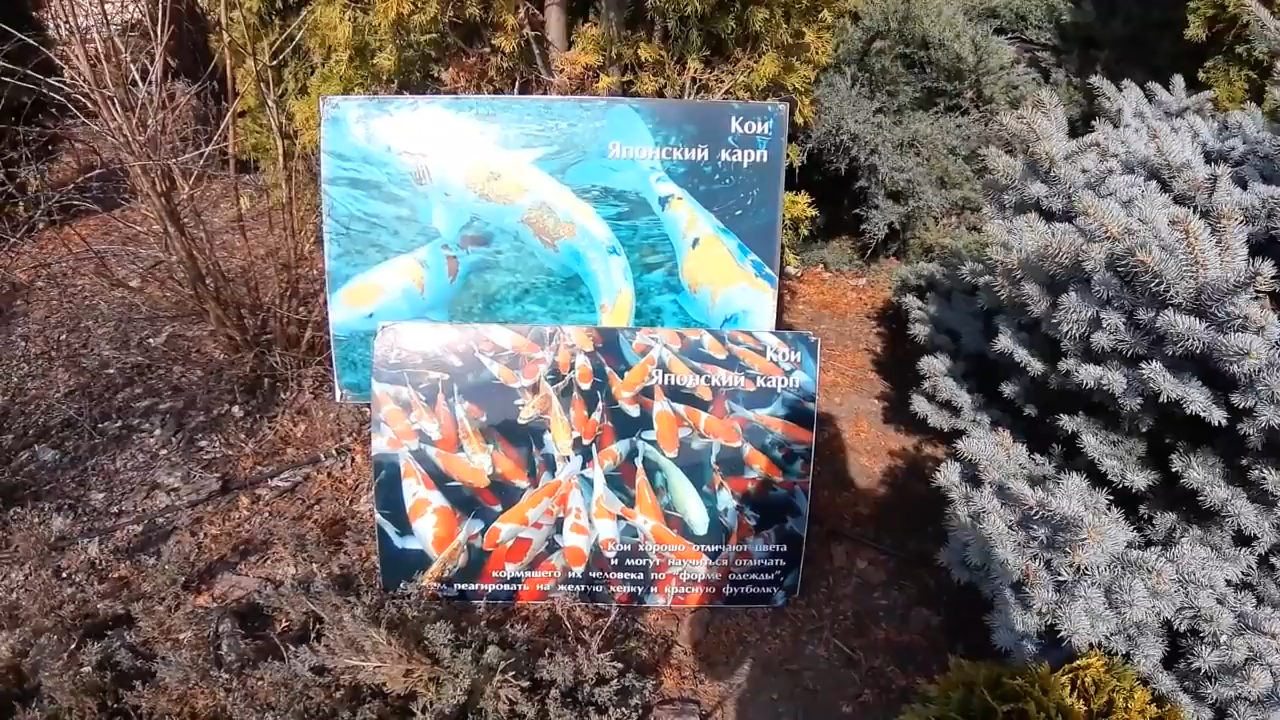 Кои
Японский карп
Кои
Японский карп
Кои хорошо отличают цвета
и могут научиться отличать
кормящего их человека по "форме одежды",
реагировать на желтую кепку и красную футболку